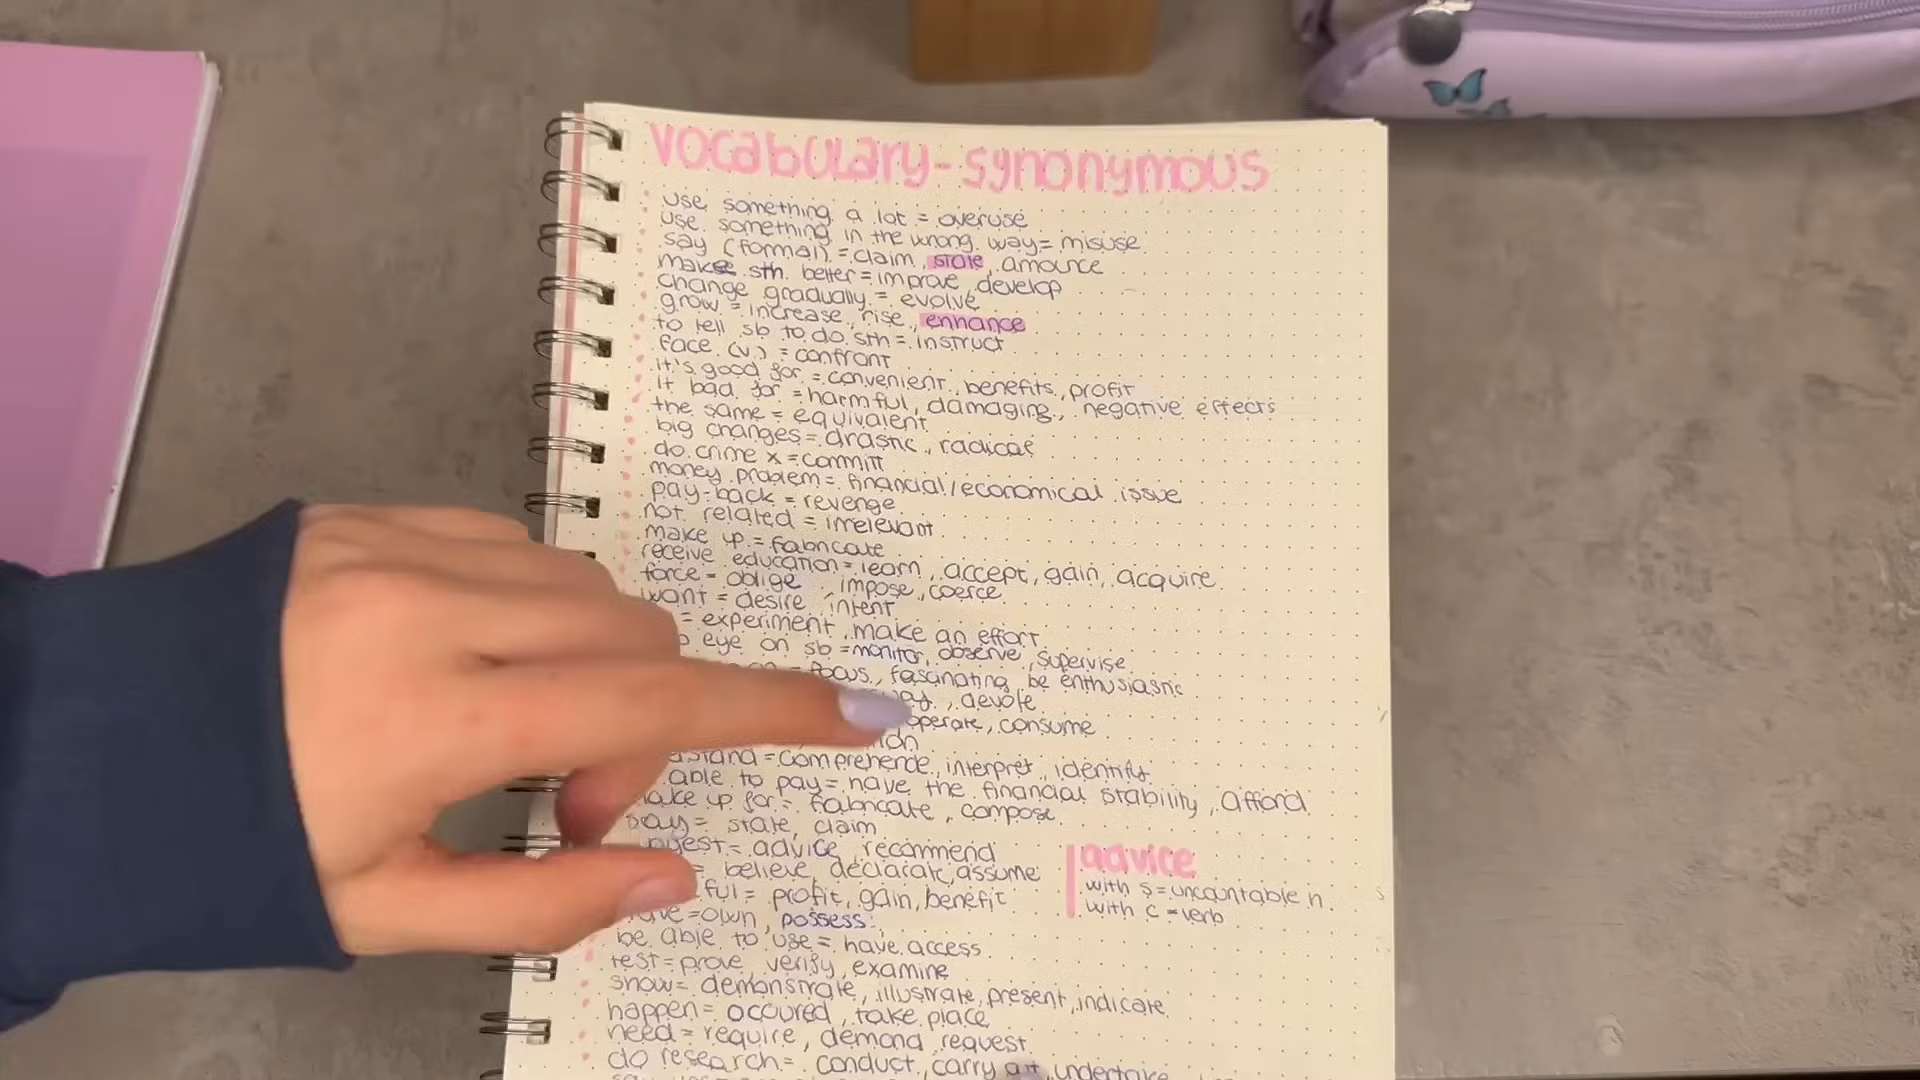 vocabulary-synonymous
use something a lot = overuse
use something in the wrong way = misuse
say (formal) = claim, state, amounce
make sth better = improve, develop
change gradually = evolve
grow = increase, rise, enhance
to tell sb to do sth = instruct
face (v.) = confront
it's good for = convenient, benefits, profit
it bad for = harmful, damaging, negative effects
the same = equivalent
big changes = drastic, radical
do crime x = committ
money problem = financial/economical issue
pay-back = revenge
not related = irrelevant
make up = fabricate
receive education = learn, accept, gain, acquire
force = oblige, impose, coerce
want = desire, intent
= experiment, make an effort
eye on sb = monitor, observe, supervise
= focus, fascinating, be enthusiastic
, devote
operate, consume
= comprehende, interpret, identify
able to pay = have the financial stability, afford
make up for = fabricate, compose
say = state, claim
= advice, recommend
= believe, declarate, assume
ful = profit, gain, benefit
have = own, possess
be able to use = have access
test = prove, verify, examine
show = demonstrate, illustrate, present, indicate
happen = occured, take place
need = require, demand, request
do research = conduct, carry out, undertake
advice
with s = uncountable n.
with c = verb